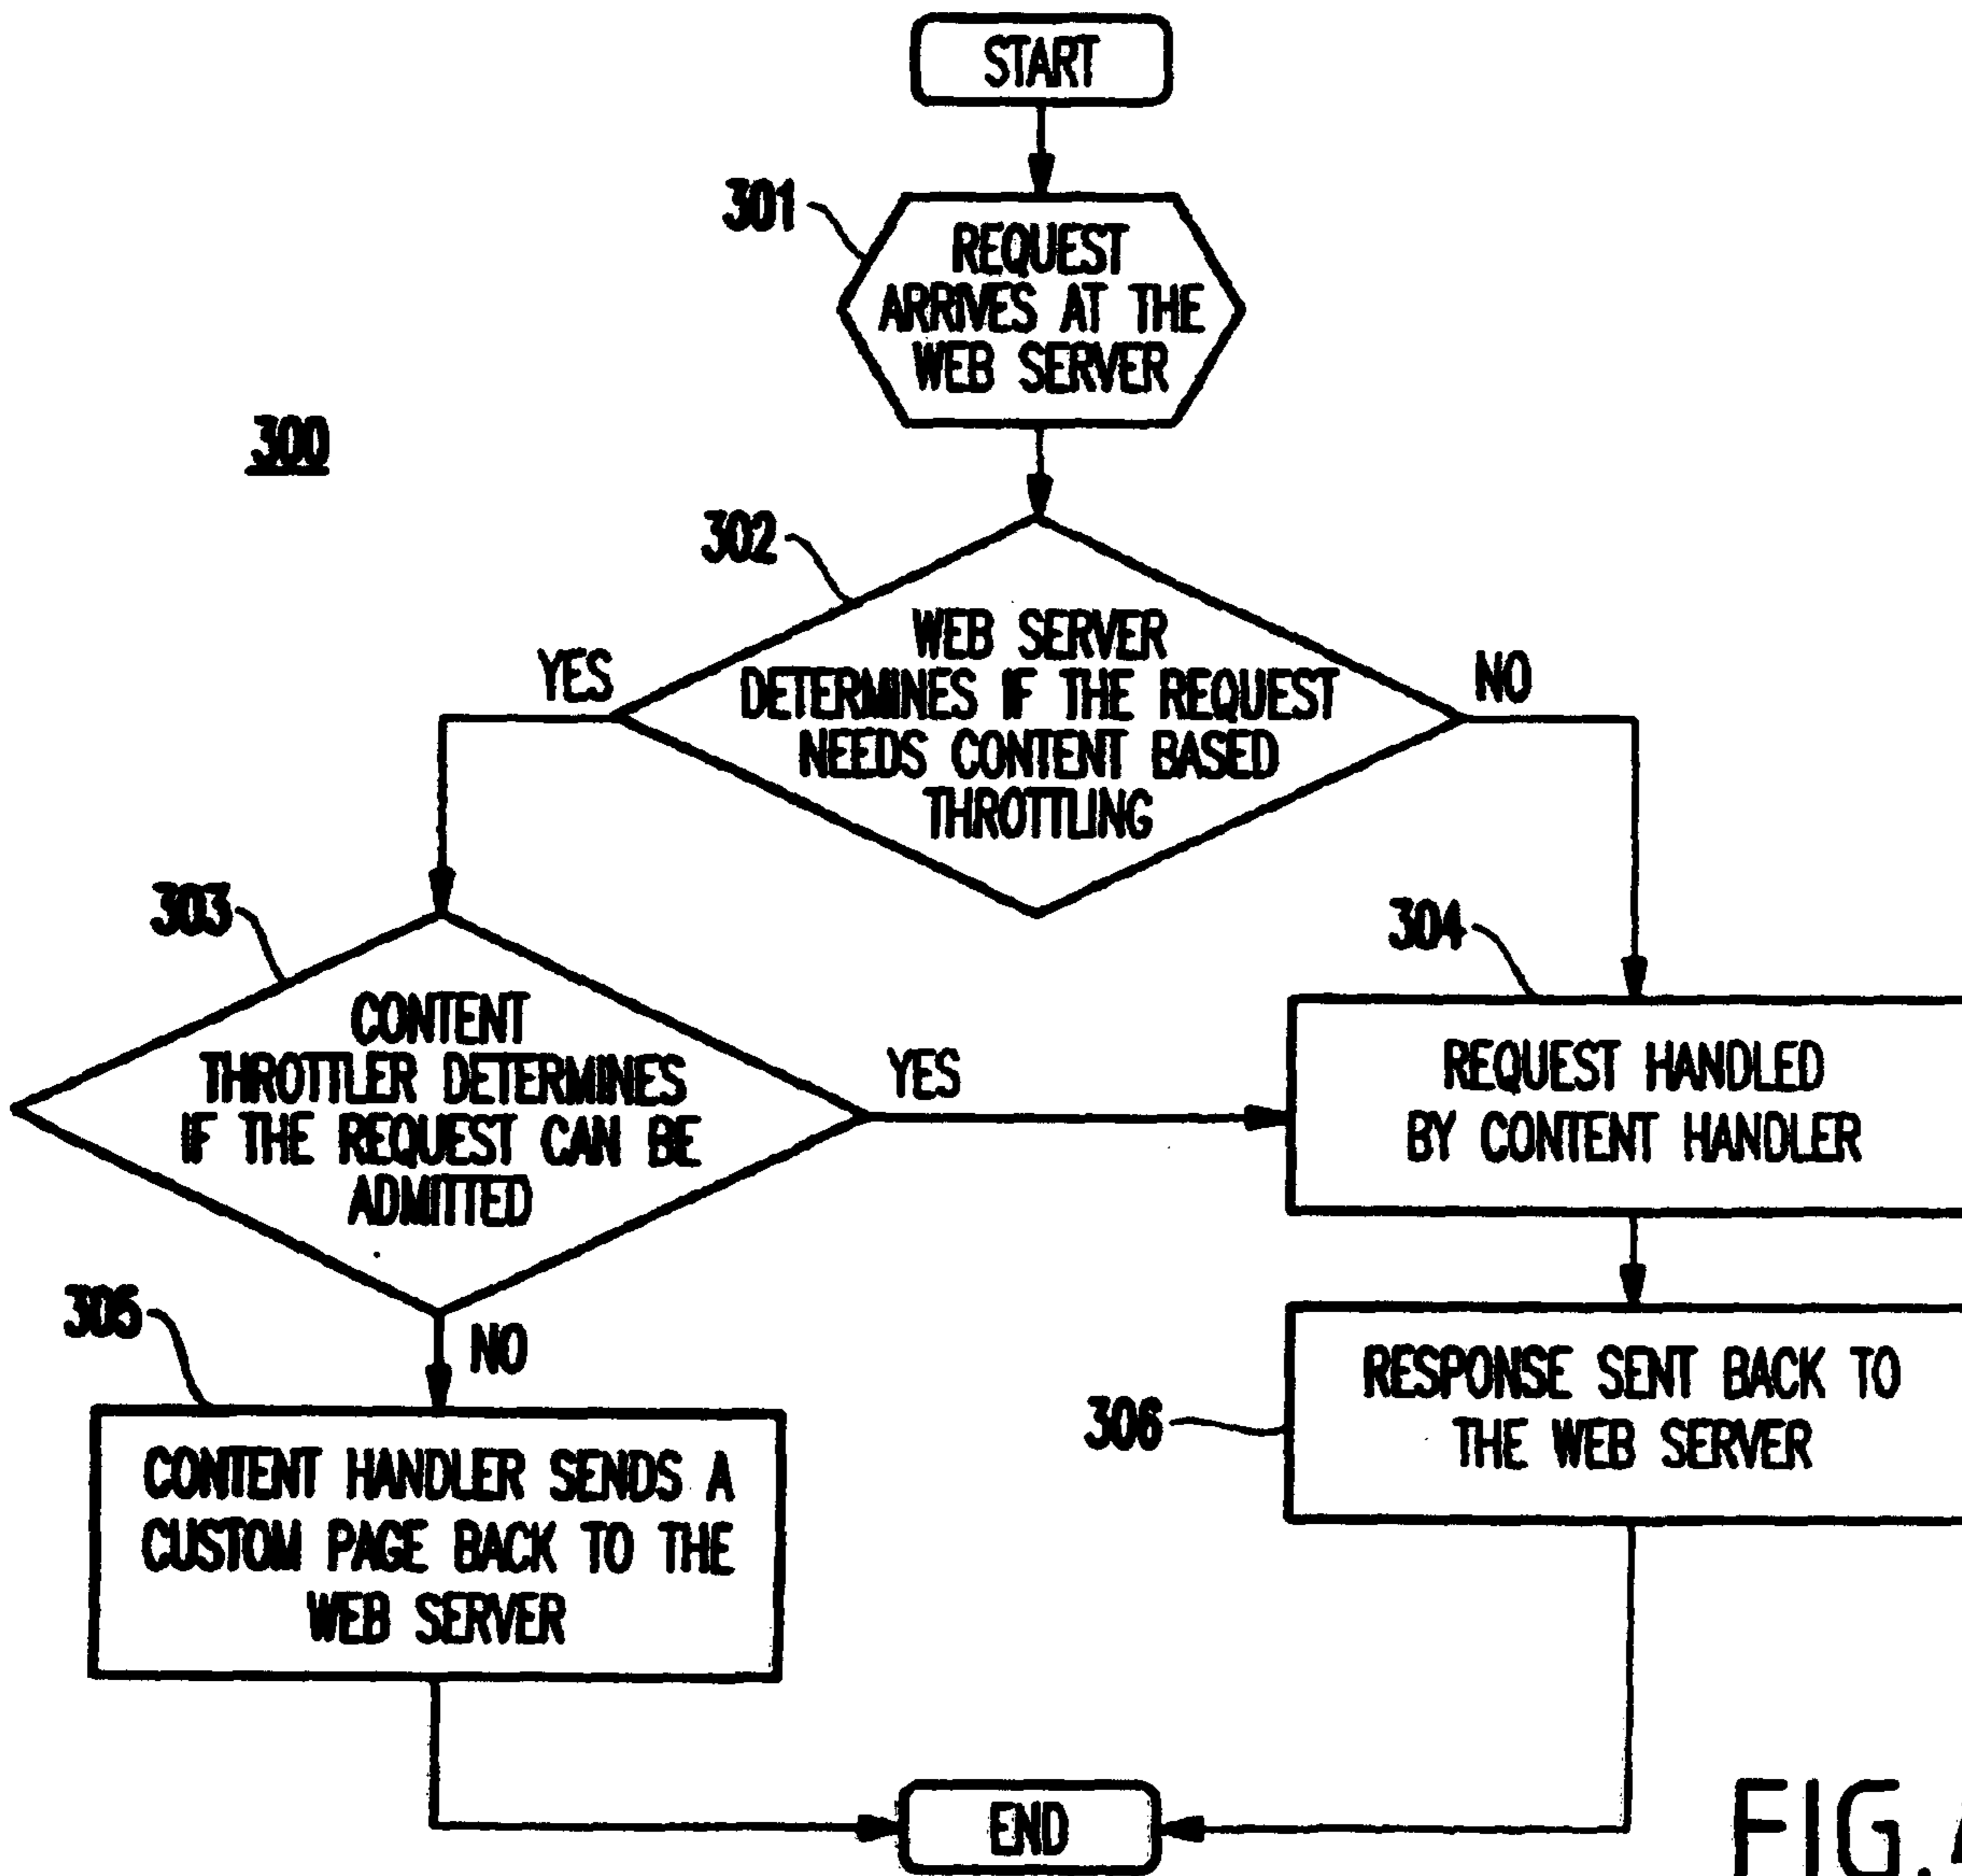 START
301
REQUEST
ARRIVES AT THE
WEB SERVER
300
302
WEB SERVER
DETERMINES IF THE REQUEST
NEEDS CONTENT BASED
THROTTLING
YES
NO
303
CONTENT
THROTTLER DETERMINES
IF THE REQUEST CAN BE
ADMITTED
YES
NO
304
REQUEST HANDLED
BY CONTENT HANDLER
305
CONTENT HANDLER SENDS A
CUSTOM PAGE BACK TO THE
WEB SERVER
306
RESPONSE SENT BACK TO
THE WEB SERVER
END
FIG.